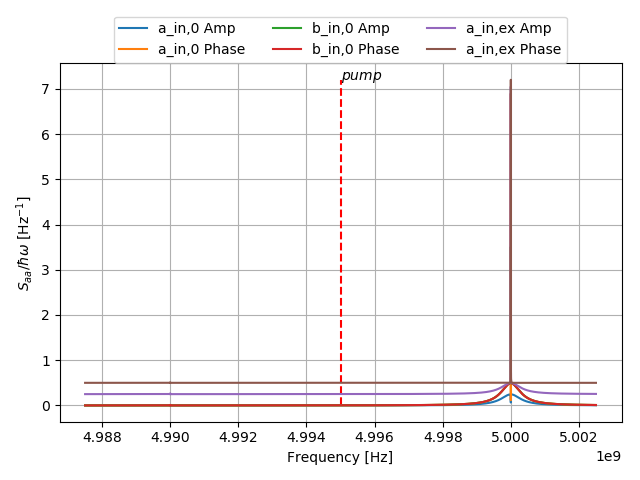 a_in,0 Amp b_in,0 Amp a_in,ex Amp
a_in,0 Phase b_in,0 Phase a_in,ex Phase
pump
7
6
5
4
3
2
1
0
S_{aa}/ℏω [Hz⁻¹]
4.988 4.990 4.992 4.994 4.996 4.998 5.000 5.002
1e9
Frequency [Hz]